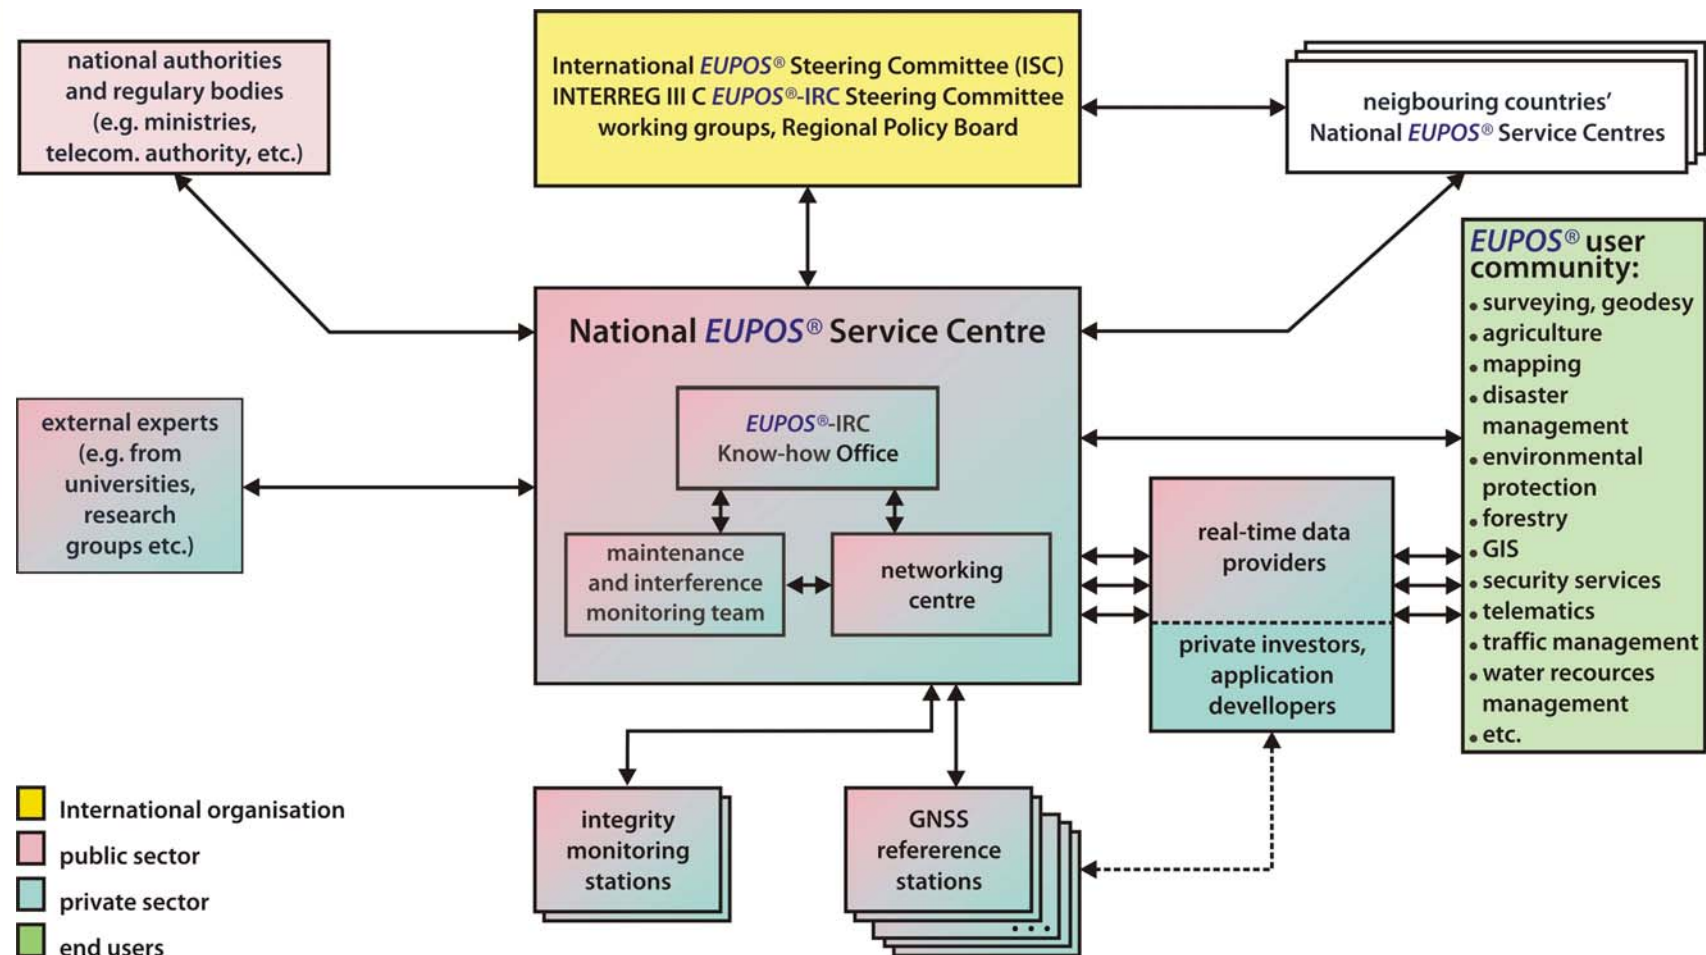 national authorities
and regulary bodies
(e.g. ministries,
telecom. authority, etc.)
International EUPOS® Steering Committee (ISC)
INTERREG III C EUPOS®-IRC Steering Committee
working groups, Regional Policy Board
neigbouring countries’
National EUPOS® Service Centres
National EUPOS® Service Centre
EUPOS®-IRC
Know-how Office
maintenance
and interference
monitoring team
networking
centre
external experts
(e.g. from
universities,
research
groups etc.)
real-time data
providers
private investors,
application
devellopers
EUPOS® user
community:
• surveying, geodesy
• agriculture
• mapping
• disaster
management
• environmental
protection
• forestry
• GIS
• security services
• telematics
• traffic management
• water recources
management
• etc.
integrity
monitoring
stations
GNSS
refererence
stations
• • •
International organisation
public sector
private sector
end users